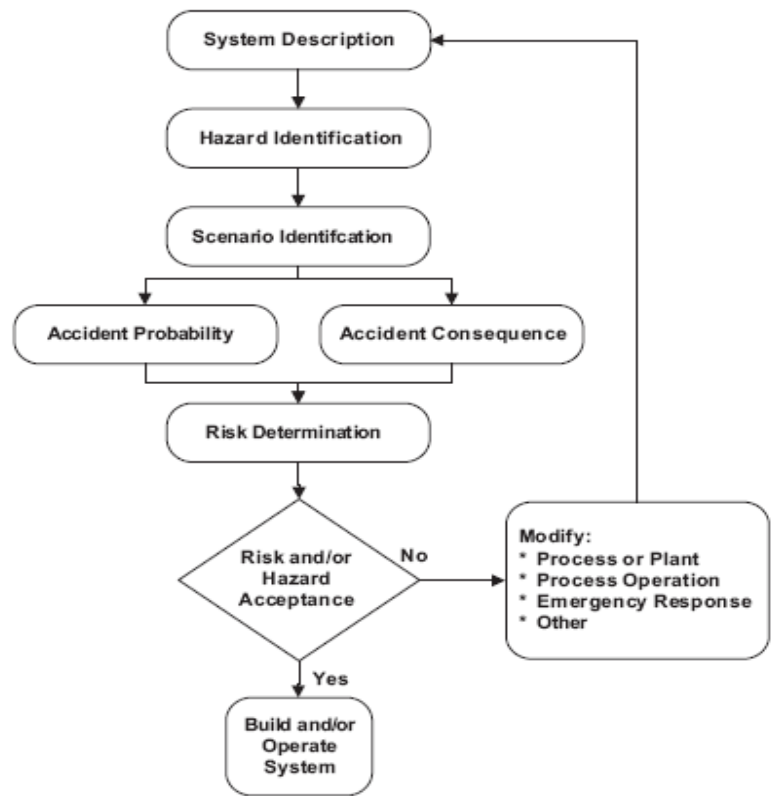 System Description
Hazard Identification
Scenario Identifcation
Accident Probability
Accident Consequence
Risk Determination
Risk and/or
Hazard
Acceptance
No
Modify:
* Process or Plant
* Process Operation
* Emergency Response
* Other
Yes
Build and/or
Operate
System